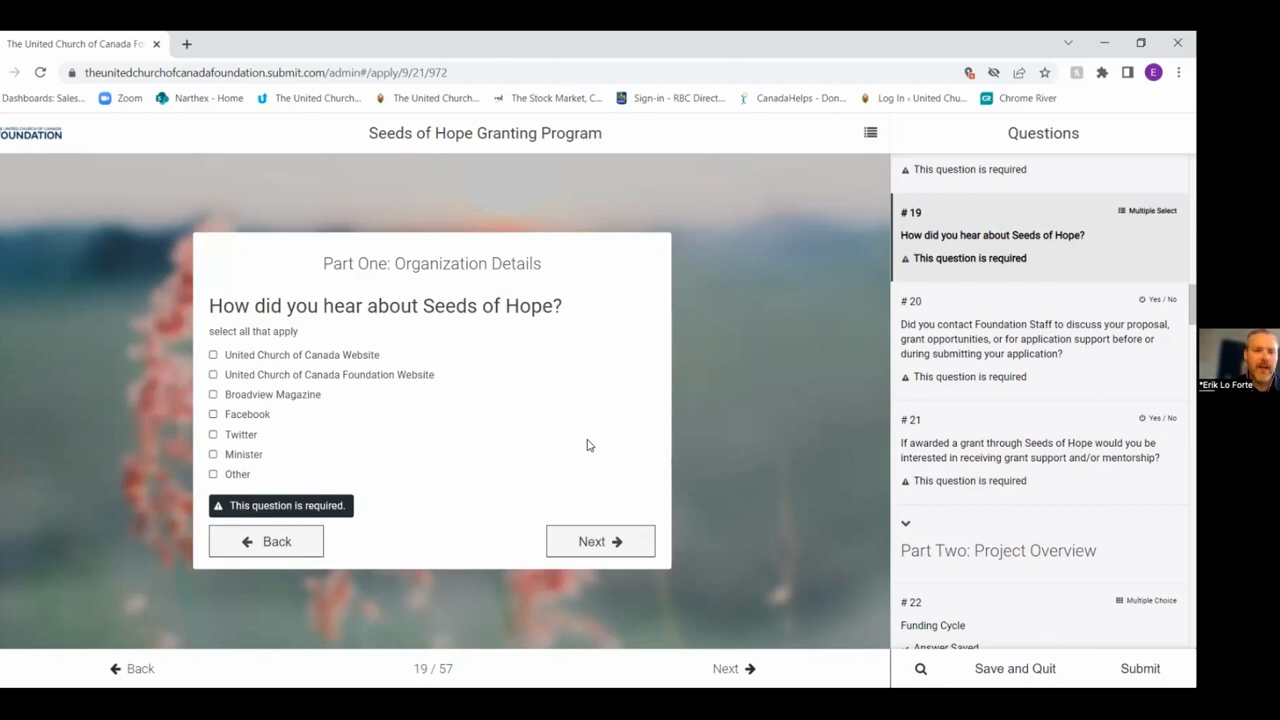 The United Church of Canada Fo
theunitedchurchofcanadafoundation.submit.com/admin#/apply/9/21/972
E
Dashboards: Sales...
Zoom
Narthex - Home
The United Church...
The United Church...
The Stock Market, C...
Sign-in - RBC Direct...
CanadaHelps - Don...
Log In ‹ United Chu...
Chrome River
THE UNITED CHURCH OF CANADA
FOUNDATION
Seeds of Hope Granting Program
Questions
Part One: Organization Details
How did you hear about Seeds of Hope?
select all that apply
United Church of Canada Website
United Church of Canada Foundation Website
Broadview Magazine
Facebook
Twitter
Minister
Other
This question is required.
Back
Next
Back
19 / 57
Next
This question is required
# 19
Multiple Select
How did you hear about Seeds of Hope?
This question is required
# 20
Yes / No
Did you contact Foundation Staff to discuss your proposal,
grant opportunities, or for application support before or
during submitting your application?
This question is required
# 21
Yes / No
If awarded a grant through Seeds of Hope would you be
interested in receiving grant support and/or mentorship?
This question is required
Part Two: Project Overview
# 22
Multiple Choice
Funding Cycle
Answer Saved
Save and Quit
Submit
*Erik Lo Forte